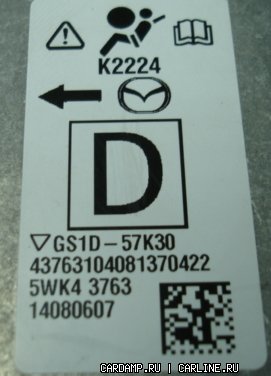 K2224
D
▽GS1D-57K30
43763104081370422
5WK4 3763
14080607
CARDAMP.RU | CARLINE.RU